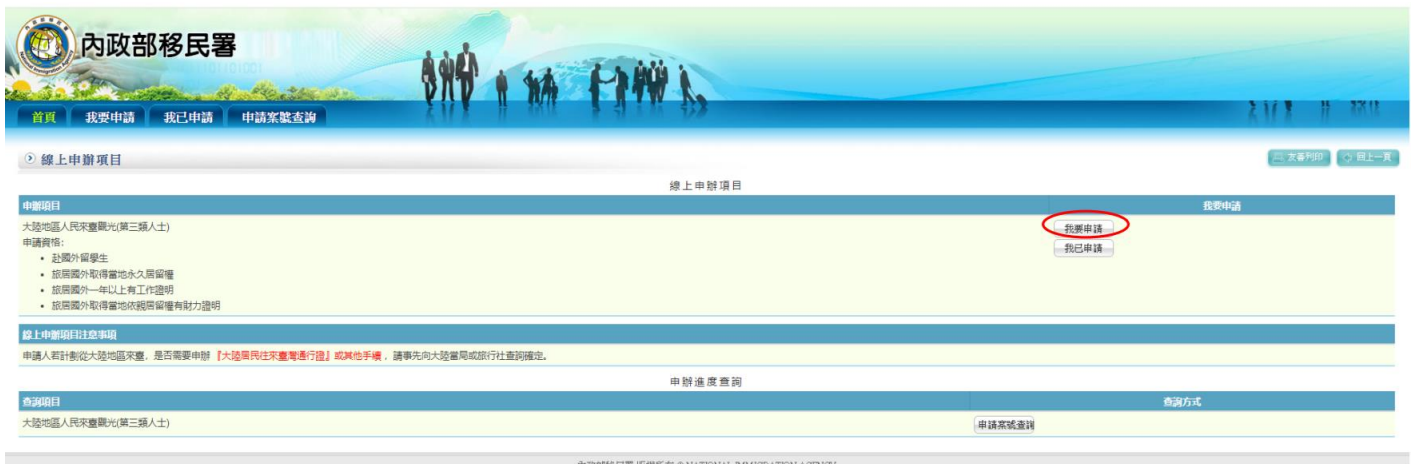 內政部移民署
首頁 我要申請 我已申請 申請案號查詢
線上申辦項目
友善列印 回上一頁
線上申辦項目
申辦項目 我要申請
大陸地區人民來臺觀光(第三類人士)
我要申請
申請資格:
我已申請
• 赴國外留學生
• 旅居國外取得當地永久居留權
• 旅居國外一年以上有工作證明
• 旅居國外取得當地依親居留權有財力證明
線上申辦項目注意事項
申請人若計劃從大陸地區來臺，是否需要申辦『大陸居民往來臺灣通行證』或其他手續，請事先向大陸當局或旅行社查詢確定。
申辦進度查詢
查詢項目 查詢方式
大陸地區人民來臺觀光(第三類人士) 申請案號查詢